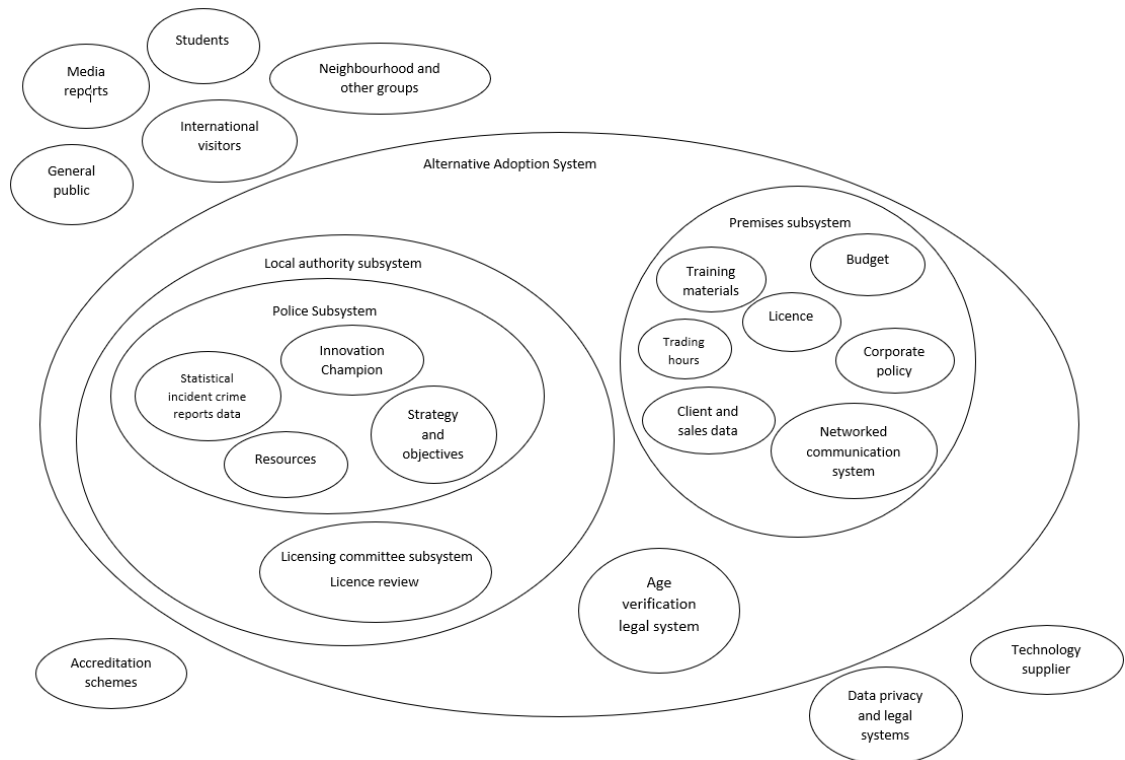 Students
Media
reports
Neighbourhood and
other groups
International
visitors
General
public
Alternative Adoption System
Premises subsystem
Training
materials
Budget
Licence
Trading
hours
Corporate
policy
Client and
sales data
Networked
communication
system
Local authority subsystem
Police Subsystem
Innovation
Champion
Statistical
incident crime
reports data
Strategy
and
objectives
Resources
Licensing committee subsystem
Licence review
Age
verification
legal system
Accreditation
schemes
Technology
supplier
Data privacy
and legal
systems